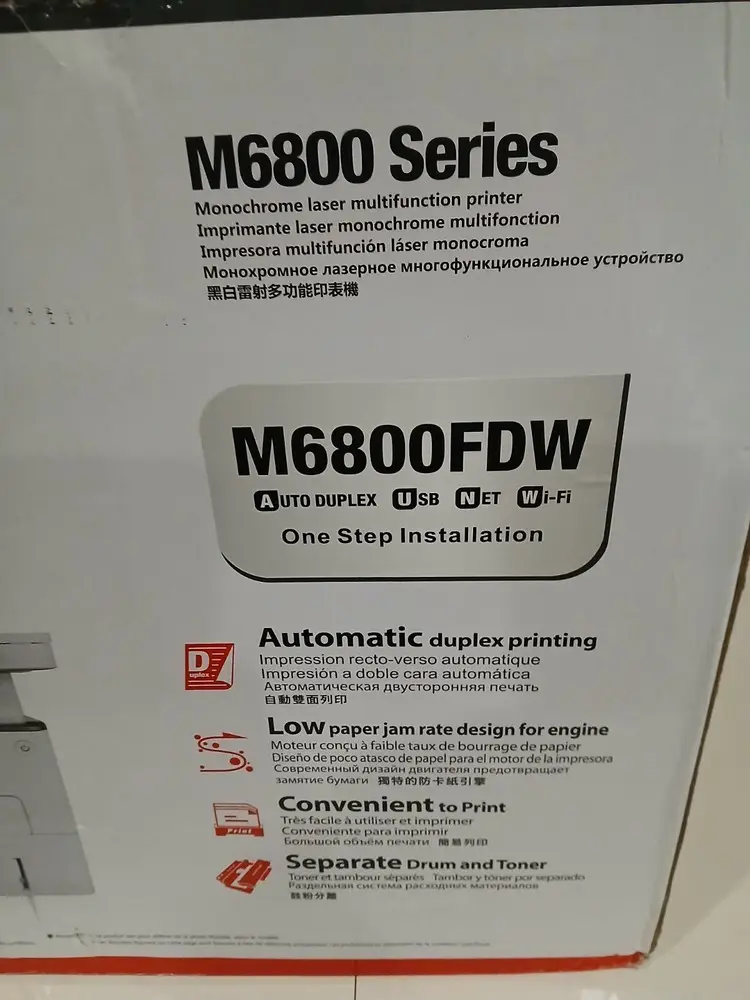 M6800 Series
Monochrome laser multifunction printer
Imprimante laser monochrome multifonction
Impresora multifunción láser monocroma
Монохромное лазерное многофункциональное устройство
黑白雷射多功能印表機
M6800FDW
AUTO DUPLEX USB NET Wi-Fi
One Step Installation
D
uplex
Automatic duplex printing
Impression recto-verso automatique
Impresión a doble cara automática
Автоматическая двусторонняя печать
自動雙面列印
Low paper jam rate design for engine
Moteur conçu à faible taux de bourrage de papier
Diseño de poco atasco de papel para el motor de la impresora
Современный дизайн двигателя предотвращает
замятие бумаги 獨特的防卡紙引擎
Print
Convenient to Print
Très facile à utiliser et imprimer
Conveniente para imprimir
Большой объём печати 簡易列印
Separate Drum and Toner
Toner et tambour séparés Tambor y tóner por separado
Раздельная система расходных материалов
鼓粉分離